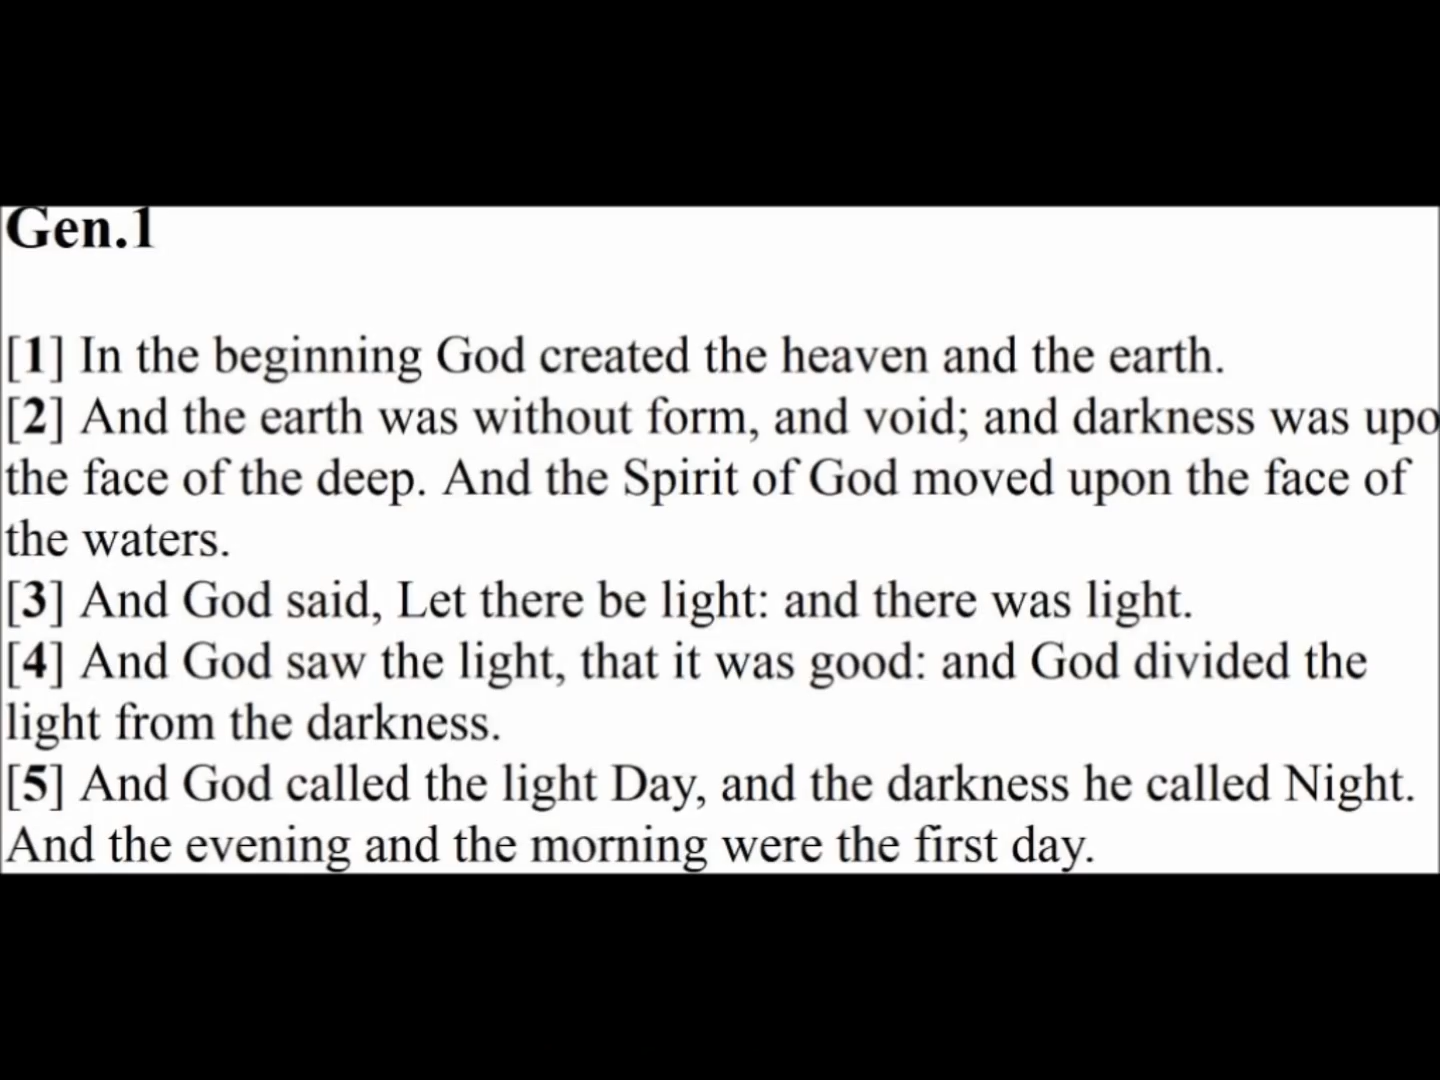 Gen.1
[1] In the beginning God created the heaven and the earth.
[2] And the earth was without form, and void; and darkness was upo
the face of the deep. And the Spirit of God moved upon the face of
the waters.
[3] And God said, Let there be light: and there was light.
[4] And God saw the light, that it was good: and God divided the
light from the darkness.
[5] And God called the light Day, and the darkness he called Night.
And the evening and the morning were the first day.